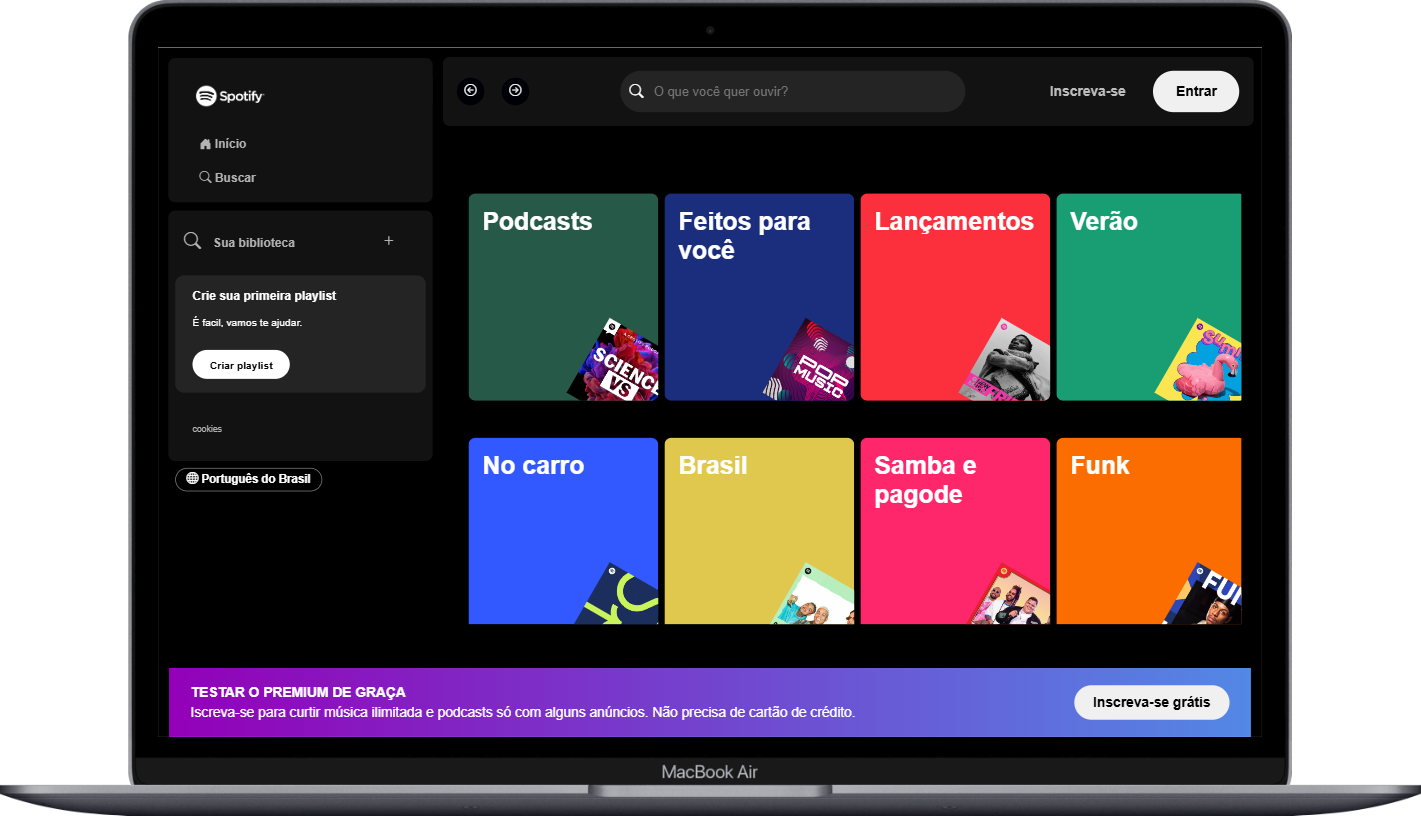 Spotify
Início
Buscar
Sua biblioteca
+
Crie sua primeira playlist
É facil, vamos te ajudar.
Criar playlist
cookies
Português do Brasil
O que você quer ouvir?
Inscreva-se
Entrar
Podcasts
SCIENC
VS
Feitos para
você
POP
MUSIC
Lançamentos
Verão
No carro
Brasil
Samba e
pagode
Funk
FUN
TESTAR O PREMIUM DE GRAÇA
Iscreva-se para curtir música ilimitada e podcasts só com alguns anúncios. Não precisa de cartão de crédito.
Inscreva-se grátis
MacBook Air